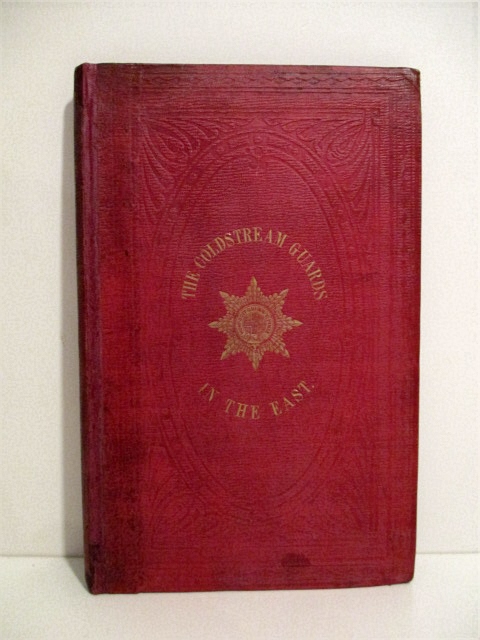 THE COLDSTREAM GUARDS
IN THE EAST.